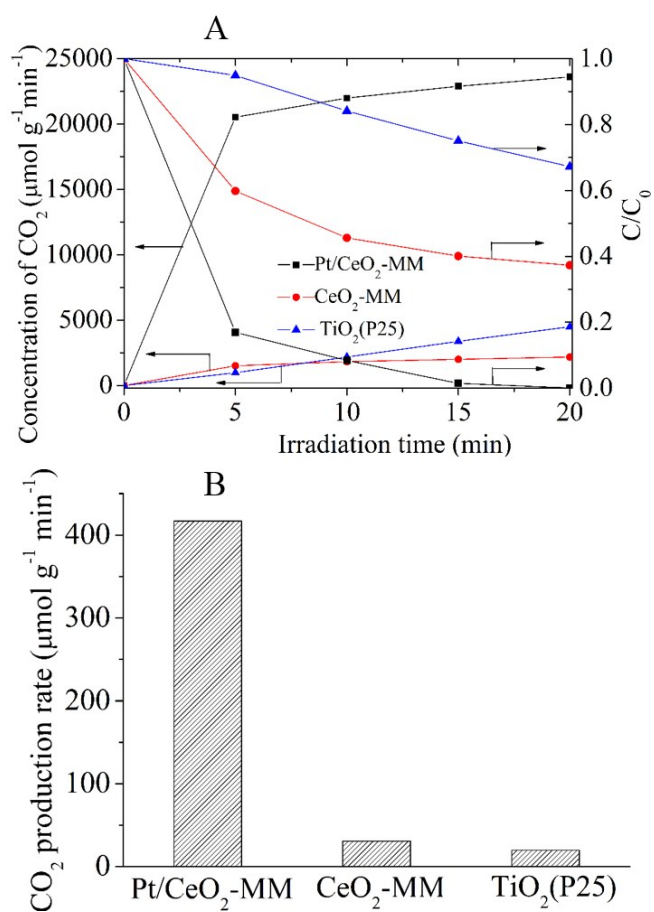 A
Concentration of CO₂ (μmol g⁻¹ min⁻¹)
25000
20000
15000
10000
5000
0
1.0
0.8
0.6
0.4
0.2
0.0
C/C₀
Pt/CeO₂-MM
CeO₂-MM
TiO₂(P25)
0 5 10 15 20
Irradiation time (min)
B
CO₂ production rate (μmol g⁻¹ min⁻¹)
400
300
200
100
0
Pt/CeO₂-MM CeO₂-MM TiO₂(P25)